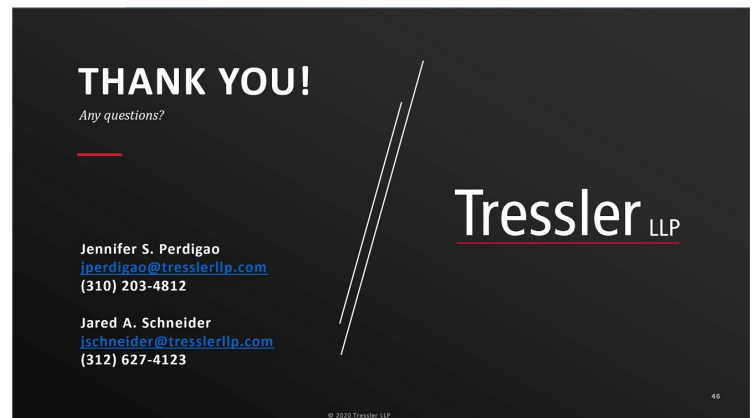 THANK YOU!
Any questions?
Jennifer S. Perdigao
jperdigao@tresslerllp.com
(310) 203-4812
Jared A. Schneider
jschneider@tresslerllp.com
(312) 627-4123
Tressler LLP
46
© 2020 Tressler LLP